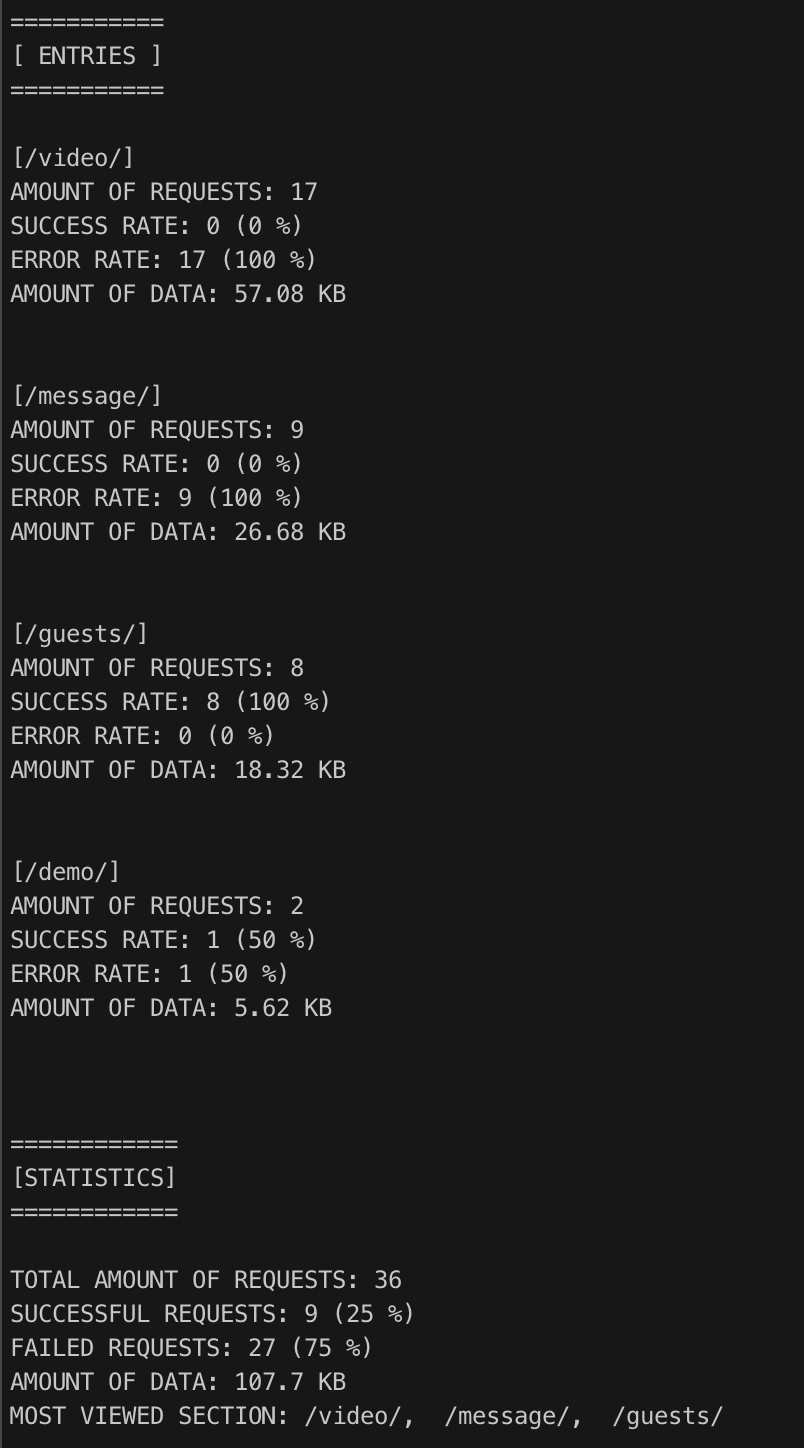 ===========
[ ENTRIES ]
===========
[/video/]
AMOUNT OF REQUESTS: 17
SUCCESS RATE: 0 (0 %)
ERROR RATE: 17 (100 %)
AMOUNT OF DATA: 57.08 KB
[/message/]
AMOUNT OF REQUESTS: 9
SUCCESS RATE: 0 (0 %)
ERROR RATE: 9 (100 %)
AMOUNT OF DATA: 26.68 KB
[/guests/]
AMOUNT OF REQUESTS: 8
SUCCESS RATE: 8 (100 %)
ERROR RATE: 0 (0 %)
AMOUNT OF DATA: 18.32 KB
[/demo/]
AMOUNT OF REQUESTS: 2
SUCCESS RATE: 1 (50 %)
ERROR RATE: 1 (50 %)
AMOUNT OF DATA: 5.62 KB
============
[STATISTICS]
============
TOTAL AMOUNT OF REQUESTS: 36
SUCCESSFUL REQUESTS: 9 (25 %)
FAILED REQUESTS: 27 (75 %)
AMOUNT OF DATA: 107.7 KB
MOST VIEWED SECTION: /video/,  /message/,  /guests/